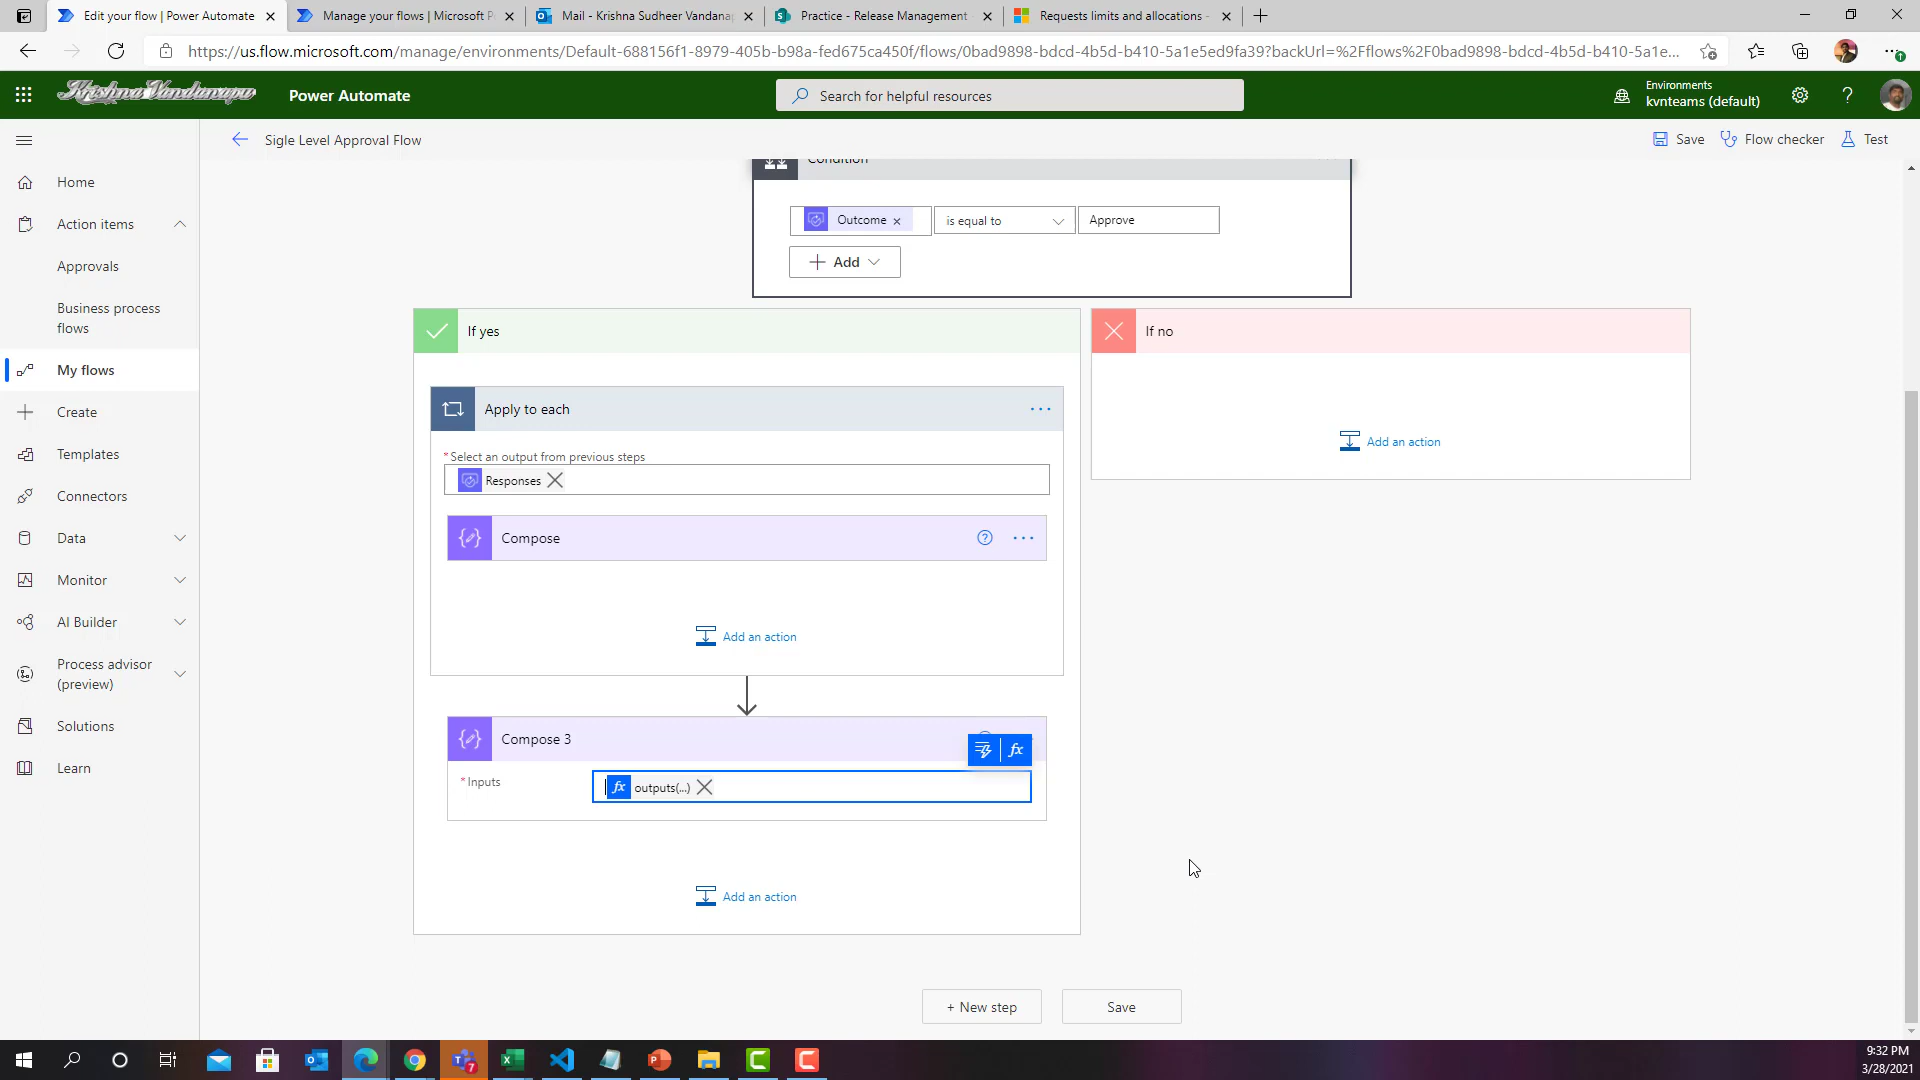 Edit your flow | Power Automate
Manage your flows | Microsoft P
Mail - Krishna Sudheer Vandana
Practice - Release Management
Requests limits and allocations -
https://us.flow.microsoft.com/manage/environments/Default-688156f1-8979-405b-b98a-fed675ca450f/flows/0bad9898-bdcd-4b5d-b410-5a1e5ed9fa39?backUrl=%2Fflows%2F0bad9898-bdcd-4b5d-b410-5a1e...
Krishna Vandanapu
Power Automate
Search for helpful resources
Environments
kvnteams (default)
Sigle Level Approval Flow
Save
Flow checker
Test
Home
Action items
Approvals
Business process
flows
My flows
Create
Templates
Connectors
Data
Monitor
AI Builder
Process advisor
(preview)
Solutions
Learn
Condition
Outcome
is equal to
Approve
Add
If yes
If no
Apply to each
Add an action
* Select an output from previous steps
Responses
Compose
Add an action
Compose 3
fx
* Inputs
fx outputs(...)
Add an action
+ New step
Save
7
9:32 PM
3/28/2021